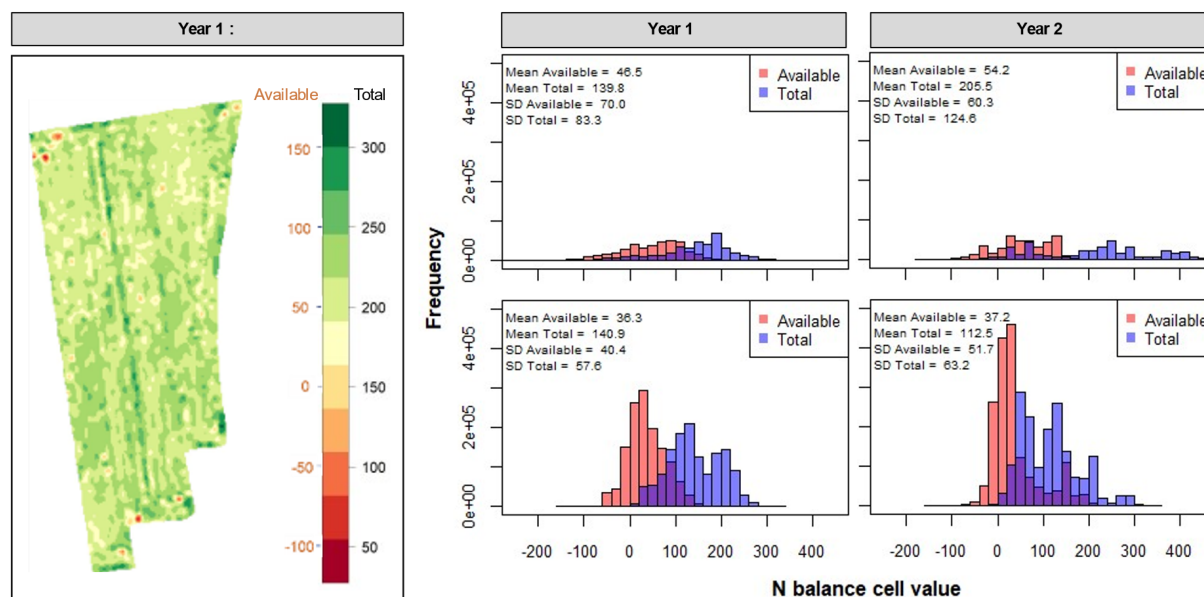 Year 1 :
Available Total
150 300
100 250
50 200
0 150
-50 100
-100 50
Year 1
Year 2
Frequency
Mean Available = 46.5
Mean Total = 139.8
SD Available = 70.0
SD Total = 83.3
Available
Total
4e+05
2e+05
0e+00
Mean Available = 54.2
Mean Total = 205.5
SD Available = 60.3
SD Total = 124.6
Available
Total
Mean Available = 36.3
Mean Total = 140.9
SD Available = 40.4
SD Total = 57.6
Available
Total
4e+05
2e+05
0e+00
Mean Available = 37.2
Mean Total = 112.5
SD Available = 51.7
SD Total = 63.2
Available
Total
-200 -100 0 100 200 300 400
-200 -100 0 100 200 300 400
N balance cell value